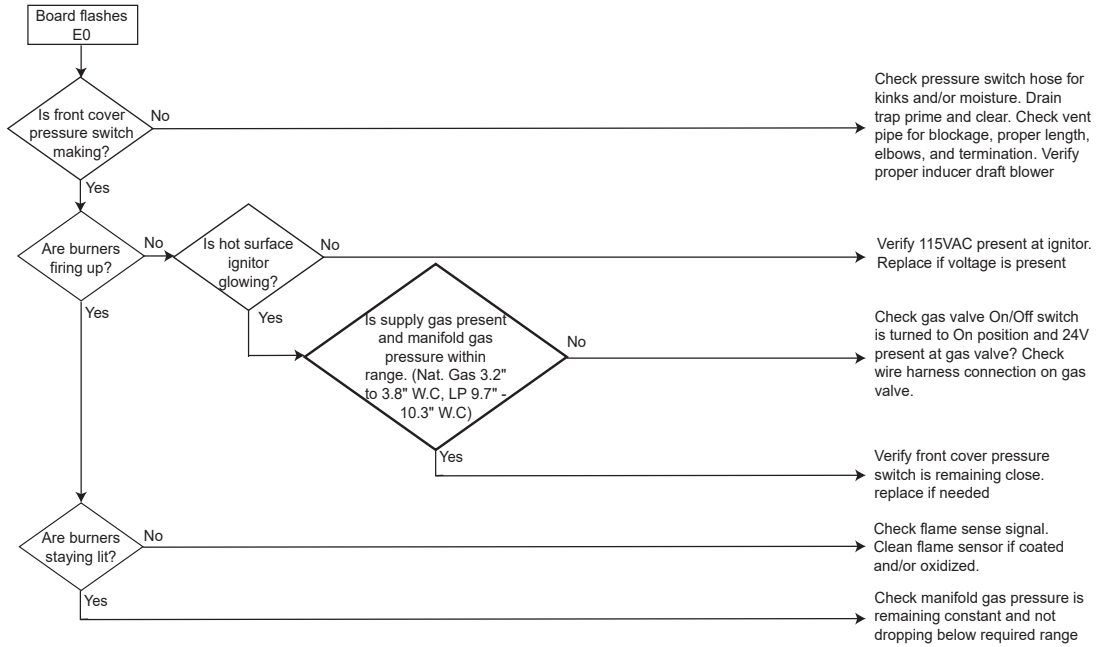 Board flashes
E0
Is front cover
pressure switch
making?
No
Check pressure switch hose for
kinks and/or moisture. Drain
trap prime and clear. Check vent
pipe for blockage, proper length,
elbows, and termination. Verify
proper inducer draft blower
Yes
Are burners
firing up?
No
Is hot surface
ignitor
glowing?
No
Verify 115VAC present at ignitor.
Replace if voltage is present
Yes
Yes
Is supply gas present
and manifold gas
pressure within
range. (Nat. Gas 3.2"
to 3.8" W.C, LP 9.7" -
10.3" W.C)
No
Check gas valve On/Off switch
is turned to On position and 24V
present at gas valve? Check
wire harness connection on gas
valve.
Yes
Verify front cover pressure
switch is remaining close.
replace if needed
Are burners
staying lit?
No
Check flame sense signal.
Clean flame sensor if coated
and/or oxidized.
Yes
Check manifold gas pressure is
remaining constant and not
dropping below required range